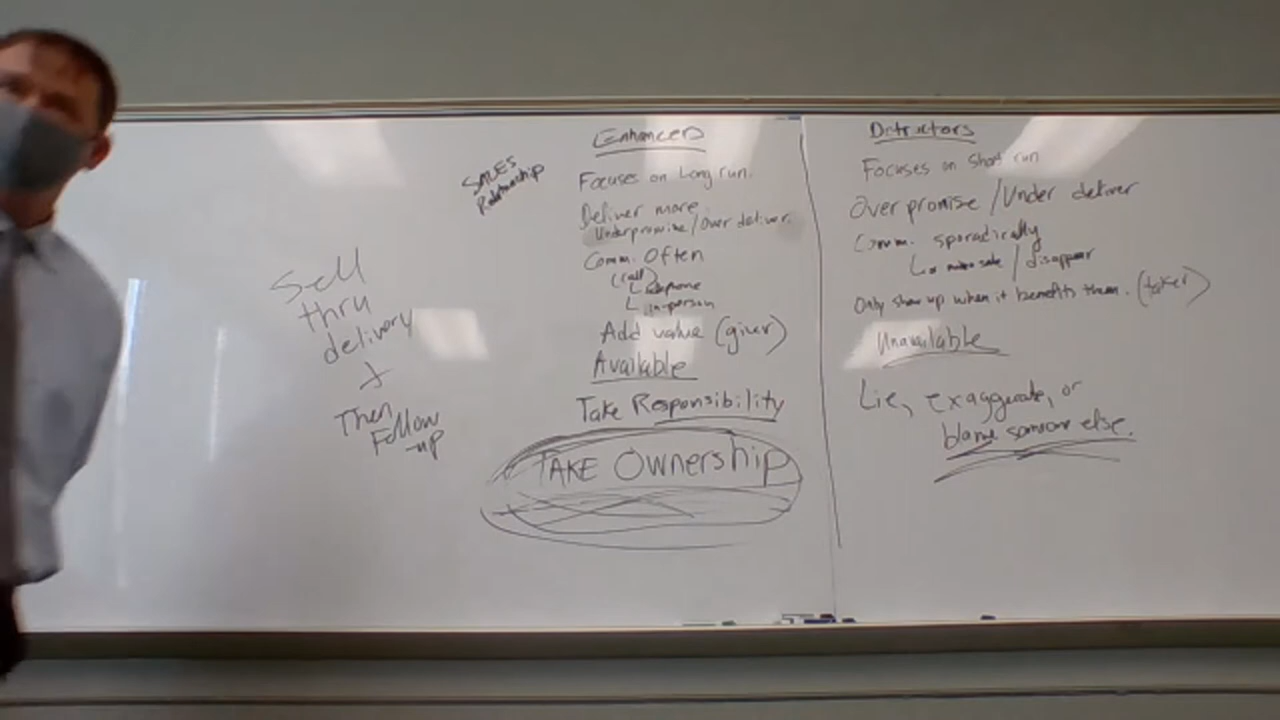 SALES
Relationship
Sell
thru
delivery
+
Then
Follow
-up
Enhancers
Focuses on Long run.
Deliver more
Underpromise/Over deliver.
Comm. Often
(call)
in-person
Add value (giver)
Available
Take Responsibility
TAKE Ownership
Detractors
Focuses on Short run
Over promise / Under deliver
Comm. sporadically
sale / disappear
Only show up when it benefits them. (taker)
Unavailable
Lie, Exaggerate, or
blame someone else.